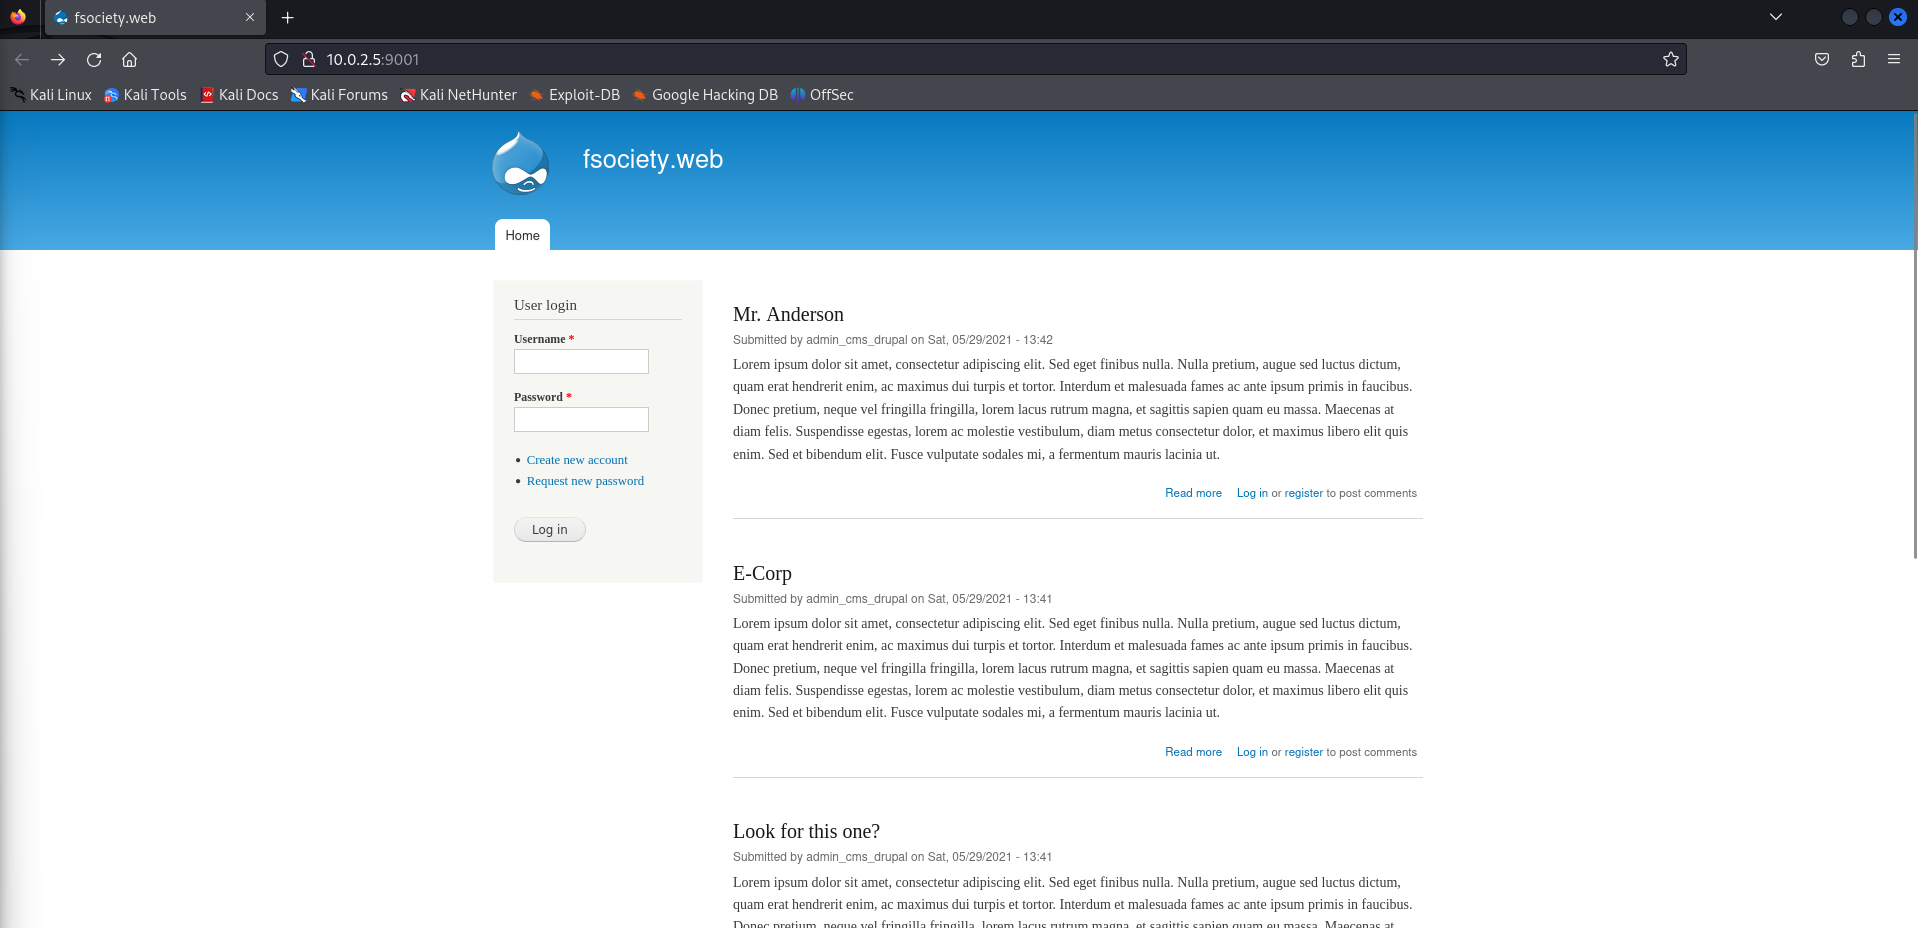 fsociety.web
10.0.2.5:9001
Kali Linux Kali Tools Kali Docs Kali Forums Kali NetHunter Exploit-DB Google Hacking DB OffSec
fsociety.web
Home
User login
Username *
Password *
Create new account
Request new password
Log in
Mr. Anderson
Submitted by admin_cms_drupal on Sat, 05/29/2021 - 13:42
Lorem ipsum dolor sit amet, consectetur adipiscing elit. Sed eget finibus nulla. Nulla pretium, augue sed luctus dictum,
quam erat hendrerit enim, ac maximus dui turpis et tortor. Interdum et malesuada fames ac ante ipsum primis in faucibus.
Donec pretium, neque vel fringilla fringilla, lorem lacus rutrum magna, et sagittis sapien quam eu massa. Maecenas at
diam felis. Suspendisse egestas, lorem ac molestie vestibulum, diam metus consectetur dolor, et maximus libero elit quis
enim. Sed et bibendum elit. Fusce vulputate sodales mi, a fermentum mauris lacinia ut.
Read more Log in or register to post comments
E-Corp
Submitted by admin_cms_drupal on Sat, 05/29/2021 - 13:41
Lorem ipsum dolor sit amet, consectetur adipiscing elit. Sed eget finibus nulla. Nulla pretium, augue sed luctus dictum,
quam erat hendrerit enim, ac maximus dui turpis et tortor. Interdum et malesuada fames ac ante ipsum primis in faucibus.
Donec pretium, neque vel fringilla fringilla, lorem lacus rutrum magna, et sagittis sapien quam eu massa. Maecenas at
diam felis. Suspendisse egestas, lorem ac molestie vestibulum, diam metus consectetur dolor, et maximus libero elit quis
enim. Sed et bibendum elit. Fusce vulputate sodales mi, a fermentum mauris lacinia ut.
Read more Log in or register to post comments
Look for this one?
Submitted by admin_cms_drupal on Sat, 05/29/2021 - 13:41
Lorem ipsum dolor sit amet, consectetur adipiscing elit. Sed eget finibus nulla. Nulla pretium, augue sed luctus dictum,
quam erat hendrerit enim, ac maximus dui turpis et tortor. Interdum et malesuada fames ac ante ipsum primis in faucibus.
Donec pretium, neque vel fringilla fringilla, lorem lacus rutrum magna, et sagittis sapien quam eu massa. Maecenas at